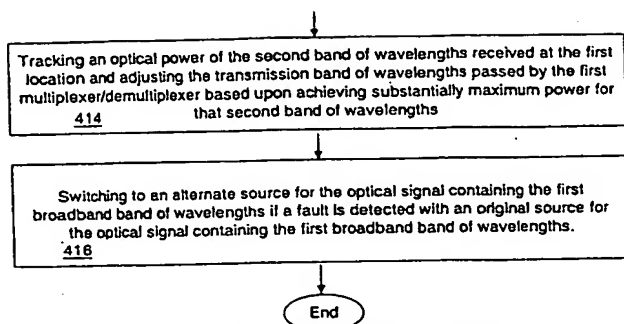 Tracking an optical power of the second band of wavelengths received at the first
location and adjusting the transmission band of wavelengths passed by the first
multiplexer/demultiplexer based upon achieving substantially maximum power for
414 that second band of wavelengths
Switching to an alternate source for the optical signal containing the first
broadband band of wavelengths if a fault is detected with an original source for
the optical signal containing the first broadband band of wavelengths.
416
End